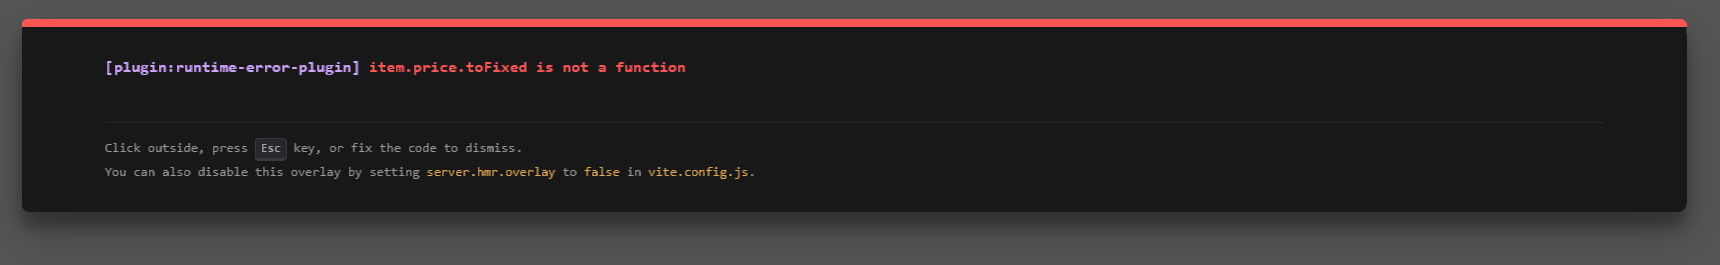 [plugin:runtime-error-plugin] item.price.toFixed is not a function
Click outside, press Esc key, or fix the code to dismiss.
You can also disable this overlay by setting server.hmr.overlay to false in vite.config.js.